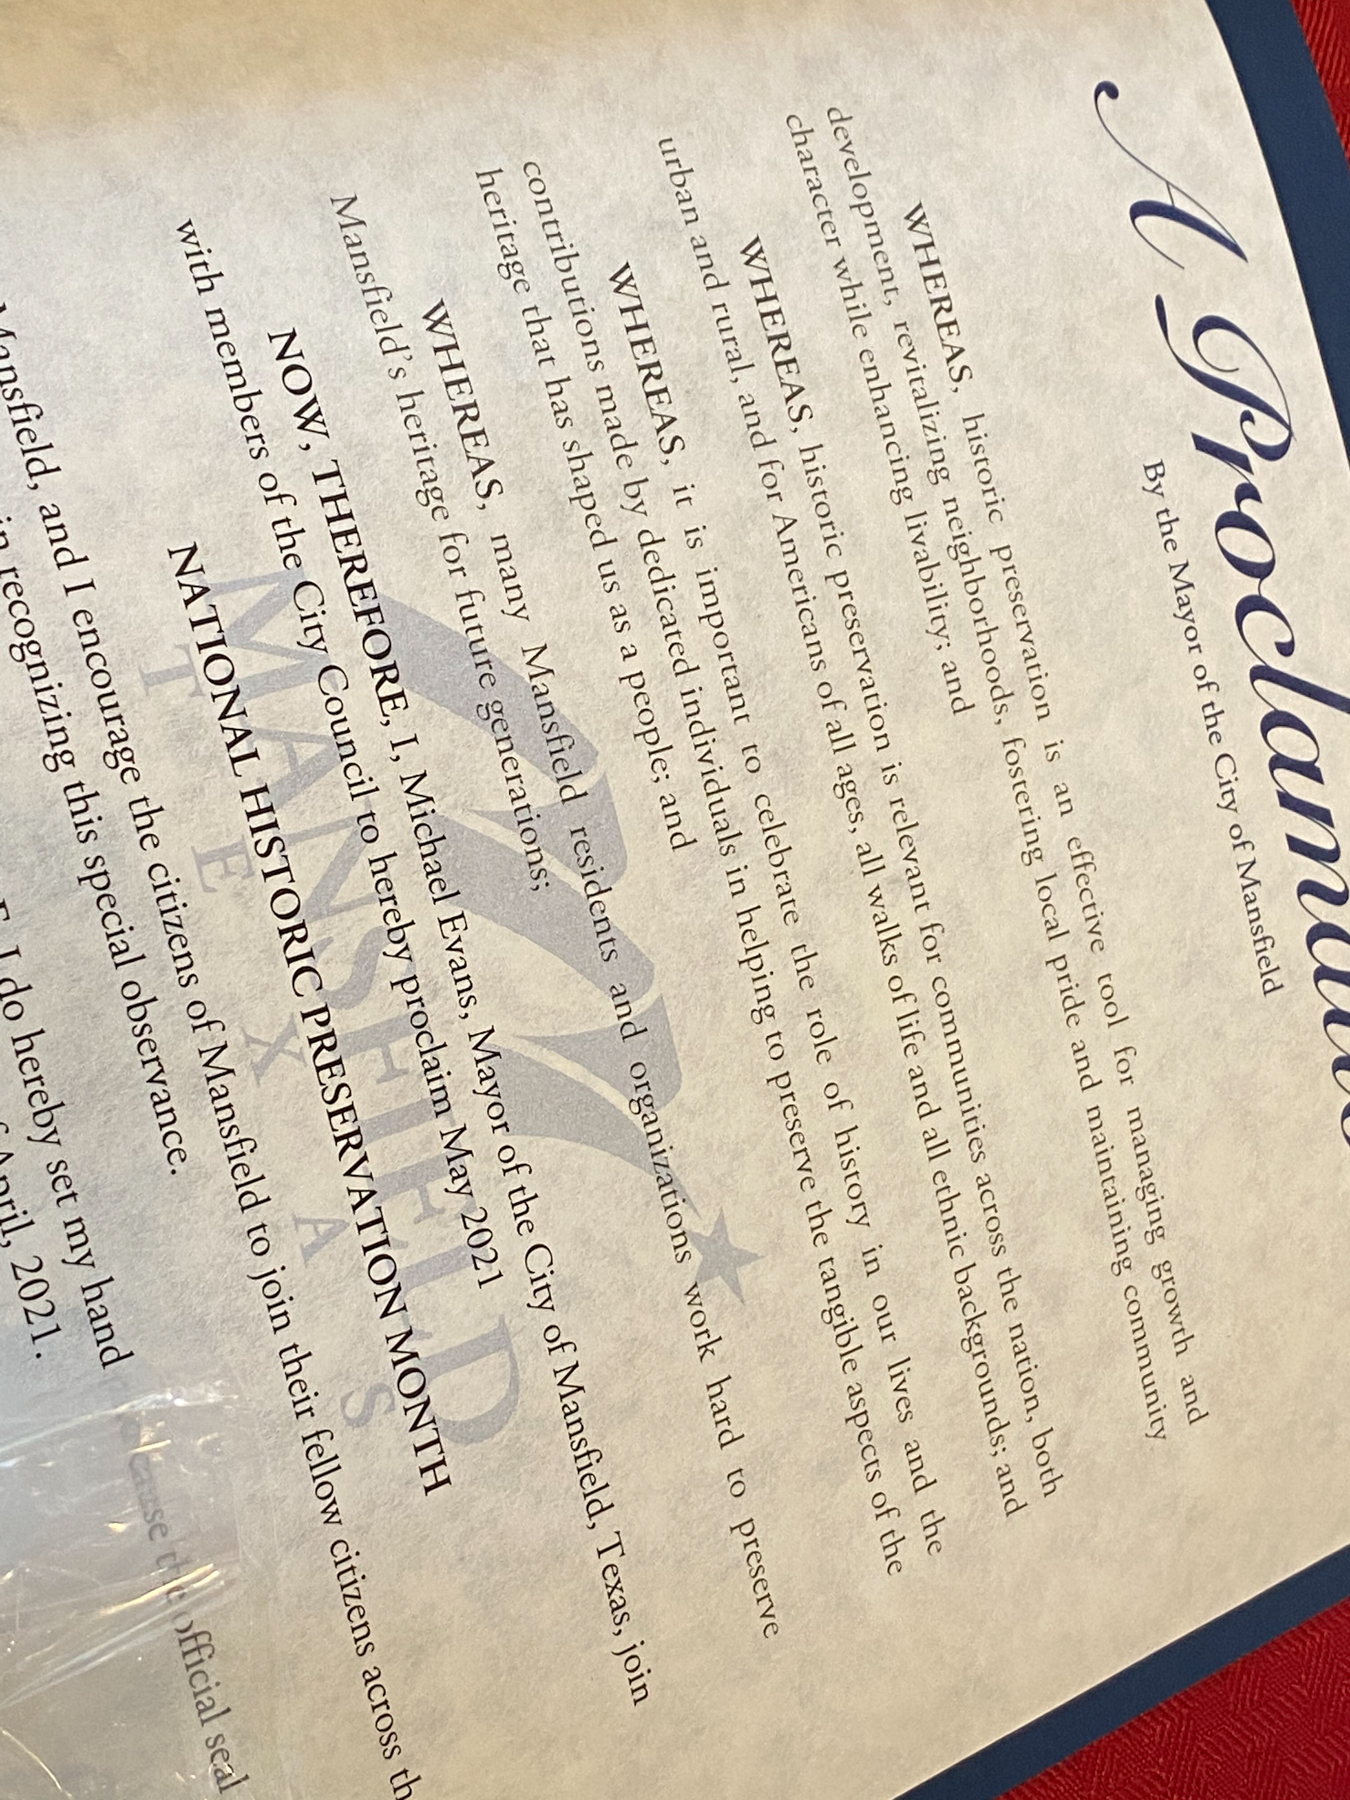 A Proclamatio
By the Mayor of the City of Mansfield
WHEREAS, historic preservation is an effective tool for managing growth and
development, revitalizing neighborhoods, fostering local pride and maintaining community
character while enhancing livability; and
WHEREAS, historic preservation is relevant for communities across the nation, both
urban and rural, and for Americans of all ages, all walks of life and all ethnic backgrounds; and
WHEREAS, it is important to celebrate the role of history in our lives and the
contributions made by dedicated individuals in helping to preserve the tangible aspects of the
heritage that has shaped us as a people; and
WHEREAS, many Mansfield residents and organizations work hard to preserve
Mansfield's heritage for future generations;
NOW, THEREFORE, I, Michael Evans, Mayor of the City of Mansfield, Texas, join
with members of the City Council to hereby proclaim May 2021
NATIONAL HISTORIC PRESERVATION MONTH
MANSFIELD
TEXAS
Mansfield, and I encourage the citizens of Mansfield to join their fellow citizens across th
in recognizing this special observance.
I do hereby set my hand the official seal
April, 2021.